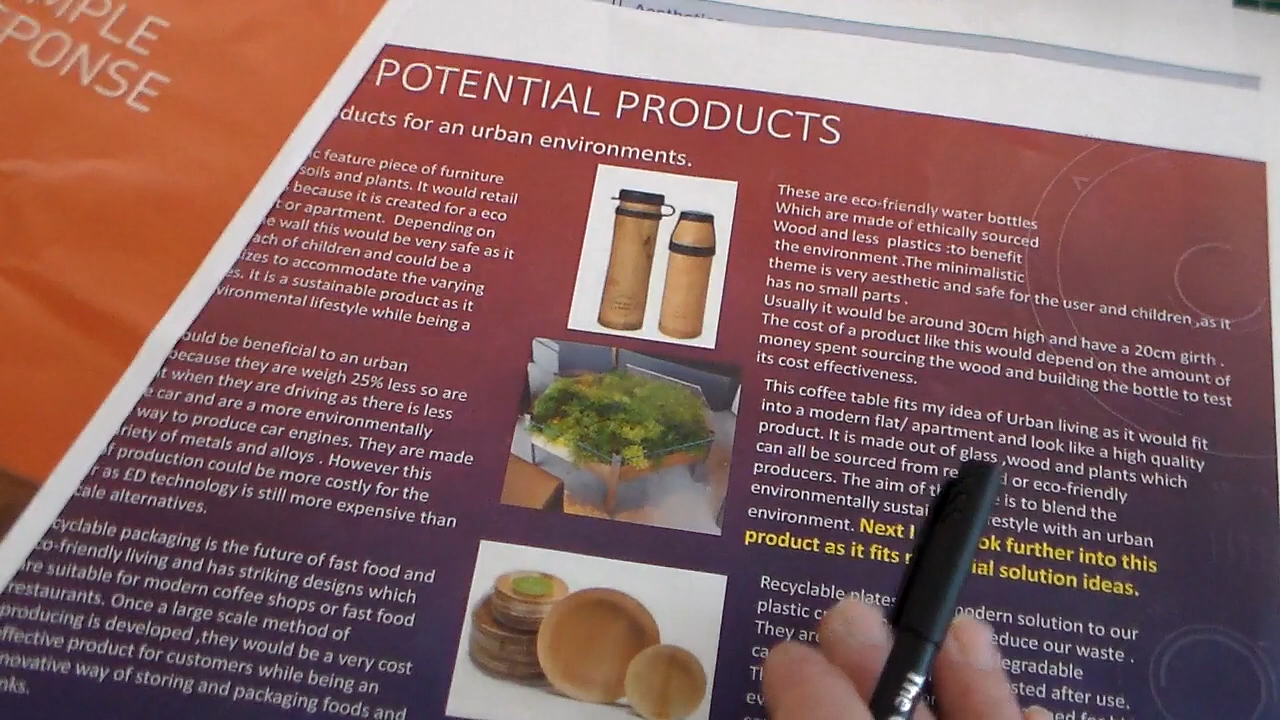 MPLE
PONSE
Aesthetics
POTENTIAL PRODUCTS
ducts for an urban environments.
c feature piece of furniture
soils and plants. It would retail
because it is created for a eco
t or apartment. Depending on
e wall this would be very safe as it
ach of children and could be a
izes to accommodate the varying
es. It is a sustainable product as it
vironmental lifestyle while being a
ould be beneficial to an urban
because they are weigh 25% less so are
t when they are driving as there is less
e car and are a more environmentally
way to produce car engines. They are made
riety of metals and alloys . However this
f production could be more costly for the
r as ED technology is still more expensive than
cale alternatives.
cyclable packaging is the future of fast food and
co-friendly living and has striking designs which
re suitable for modern coffee shops or fast food
restaurants. Once a large scale method of
producing is developed ,they would be a very cost
effective product for customers while being an
novative way of storing and packaging foods and
nks.
These are eco-friendly water bottles
Which are made of ethically sourced
Wood and less plastics :to benefit
the environment .The minimalistic
theme is very aesthetic and safe for the user and children,as it
has no small parts .
Usually it would be around 30cm high and have a 20cm girth .
The cost of a product like this would depend on the amount of
money spent sourcing the wood and building the bottle to test
its cost effectiveness.
This coffee table fits my idea of Urban living as it would fit
into a modern flat/ apartment and look like a high quality
product. It is made out of glass ,wood and plants which
can all be sourced from re d or eco-friendly
producers. The aim of th e is to blend the
environmentally sustai restyle with an urban
environment. Next I ok further into this
product as it fits ial solution ideas.
Recyclable plates odern solution to our
plastic c educe our waste .
They are egradable
ca sted after use.